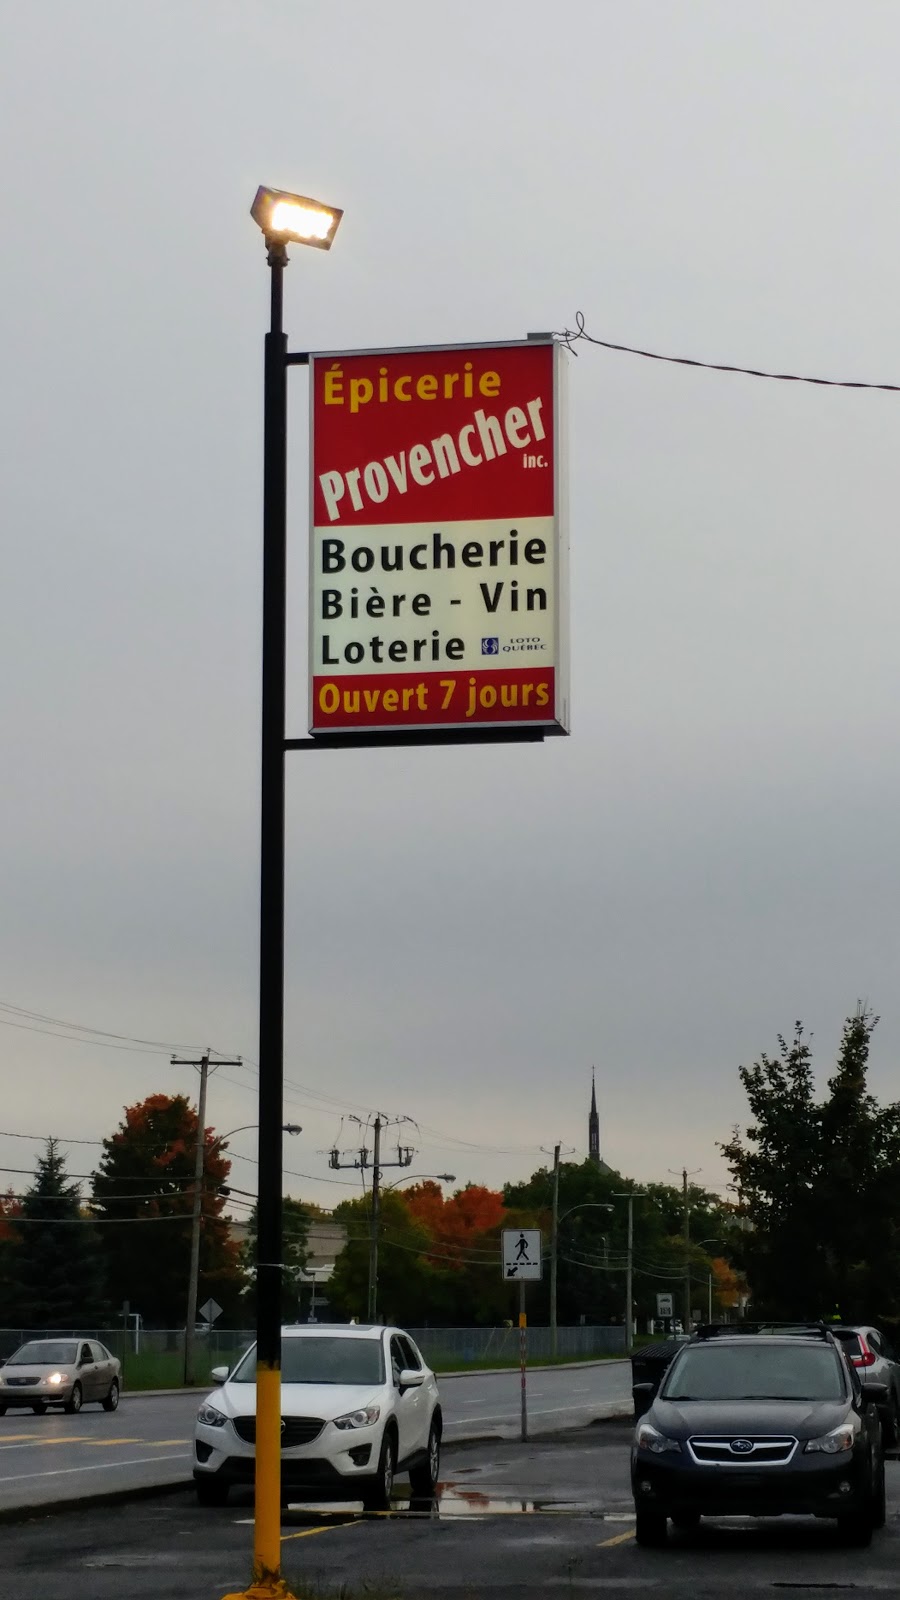 Épicerie
Provencher
inc.
Boucherie
Bière - Vin
Loterie LOTO
QUÉBEC
Ouvert 7 jours